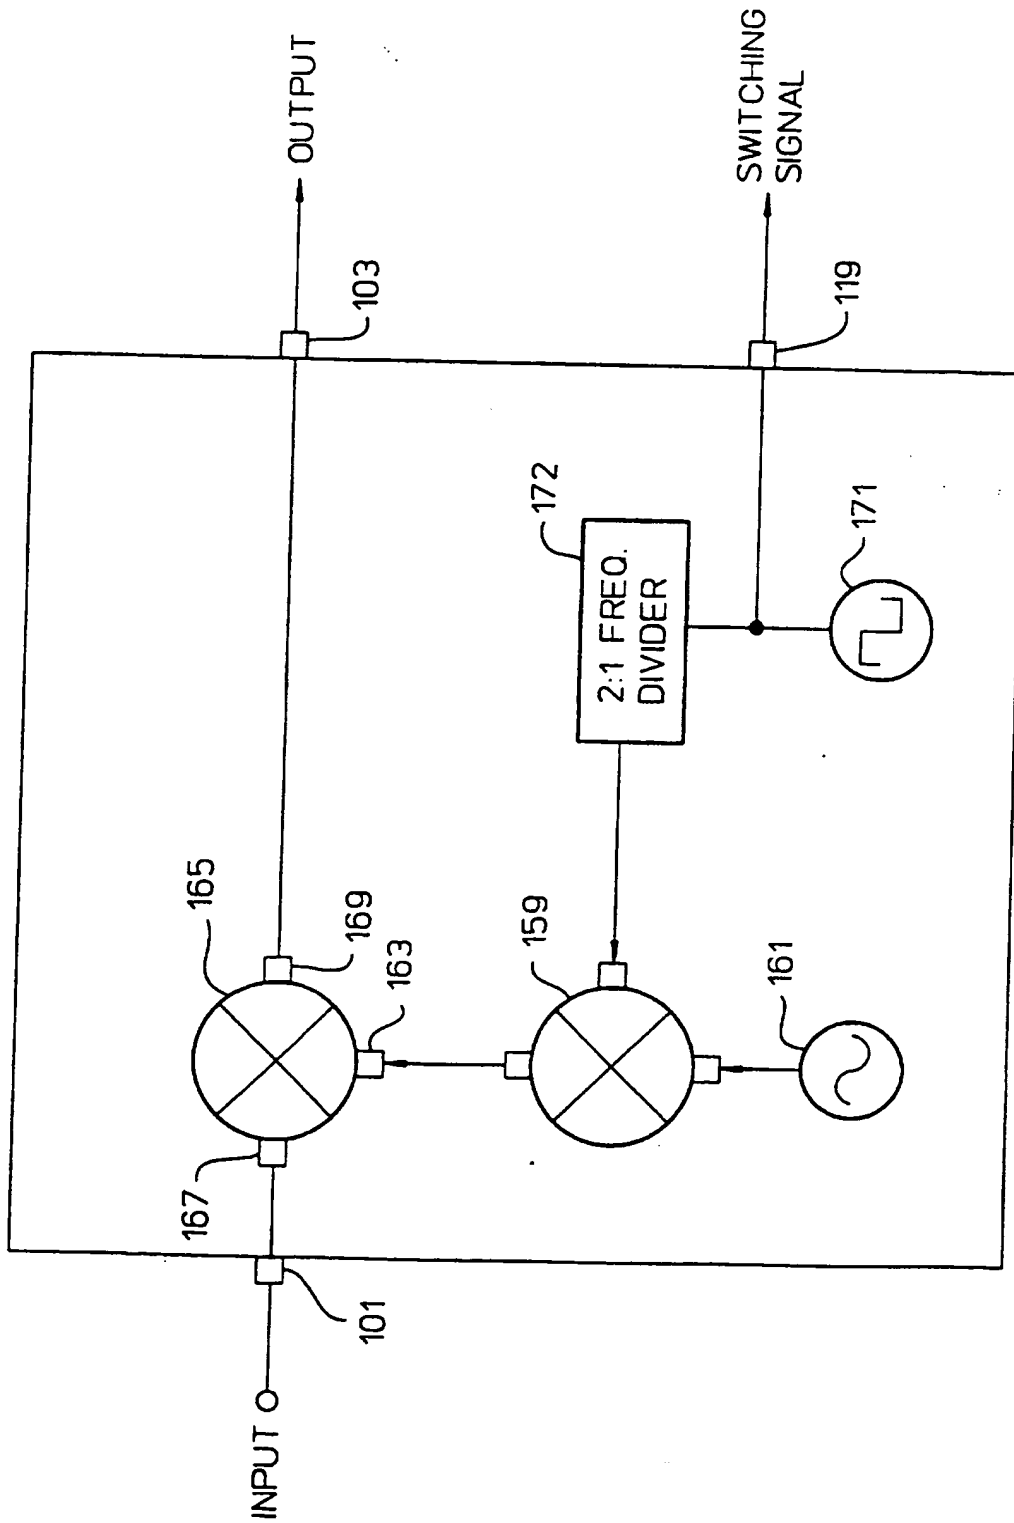 INPUT
101
167
165
169
163
159
161
2:1 FREQ.
DIVIDER
172
171
103
OUTPUT
119
SWITCHING
SIGNAL